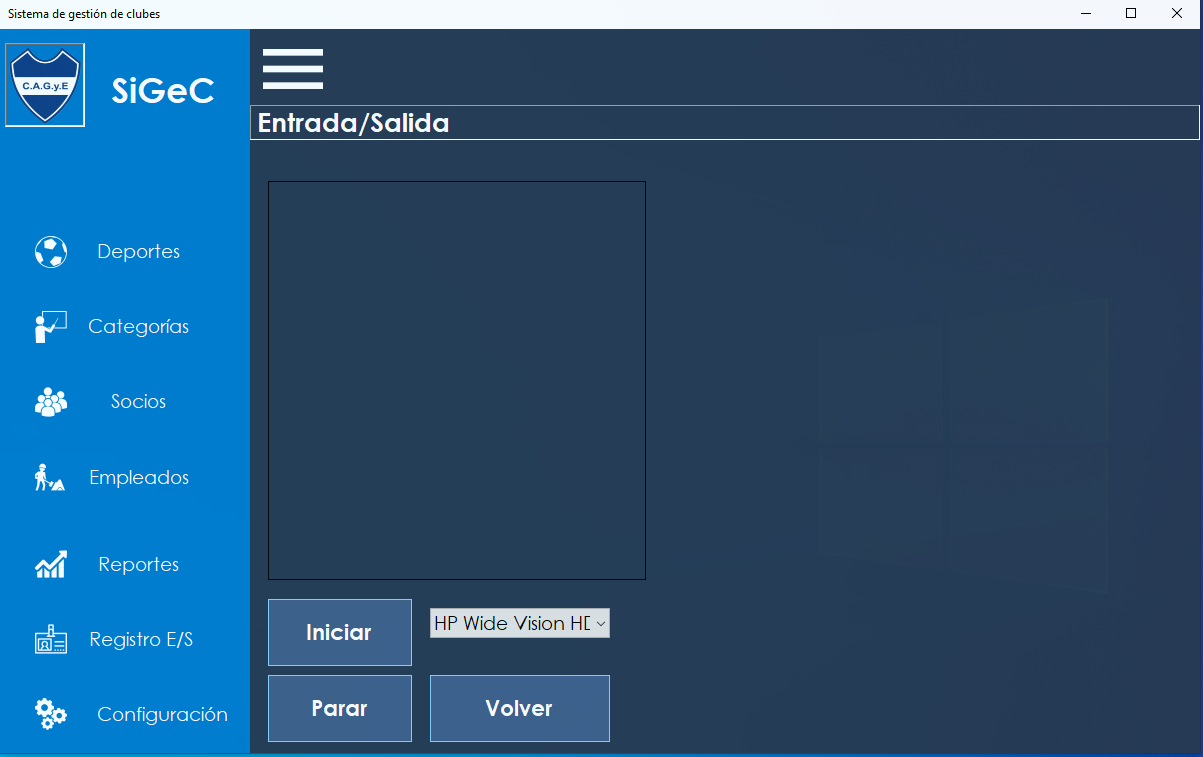 Sistema de gestión de clubes
C.A.G.y.E
SiGeC
Entrada/Salida
Deportes
Categorías
Socios
Empleados
Reportes
Registro E/S
Configuración
Iniciar
HP Wide Vision HD
Parar
Volver